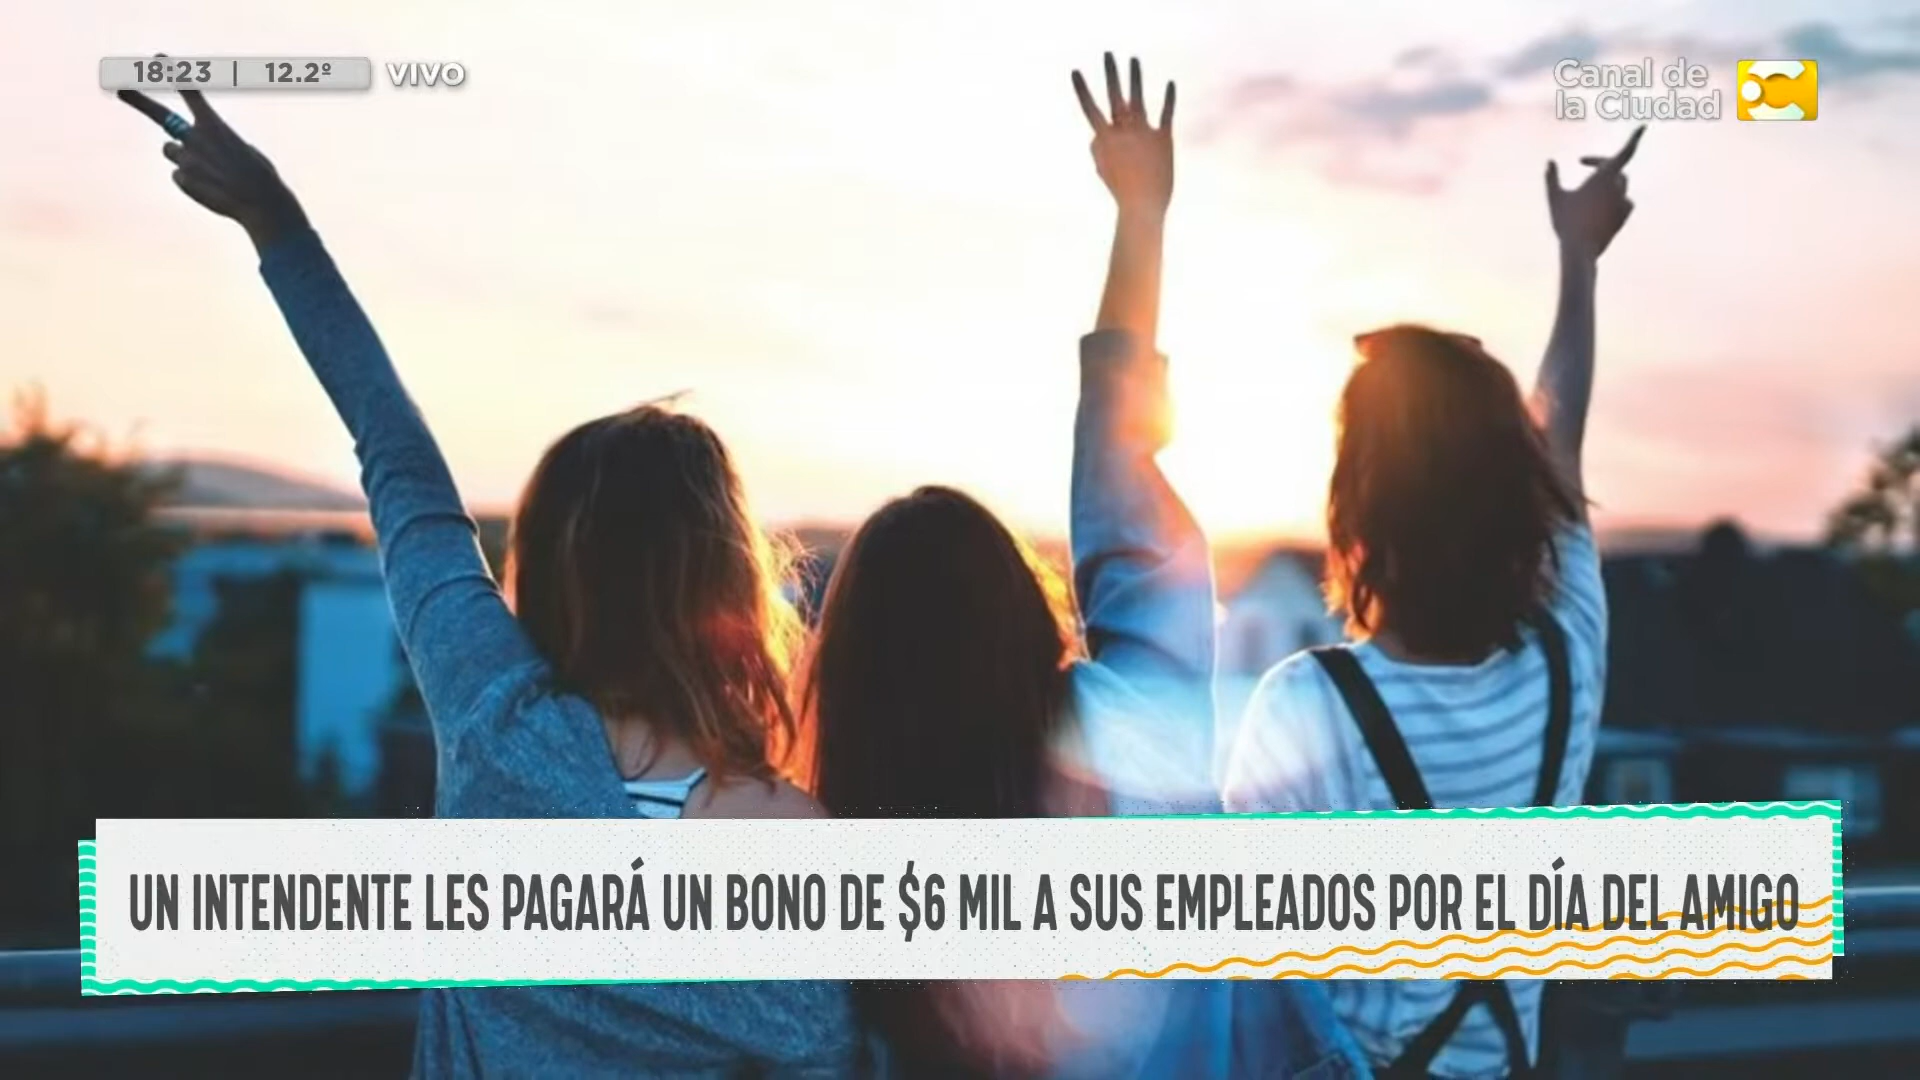 18:23 | 12.2º VIVO
Canal de
la Ciudad
UN INTENDENTE LES PAGARÁ UN BONO DE $6 MIL A SUS EMPLEADOS POR EL DÍA DEL AMIGO